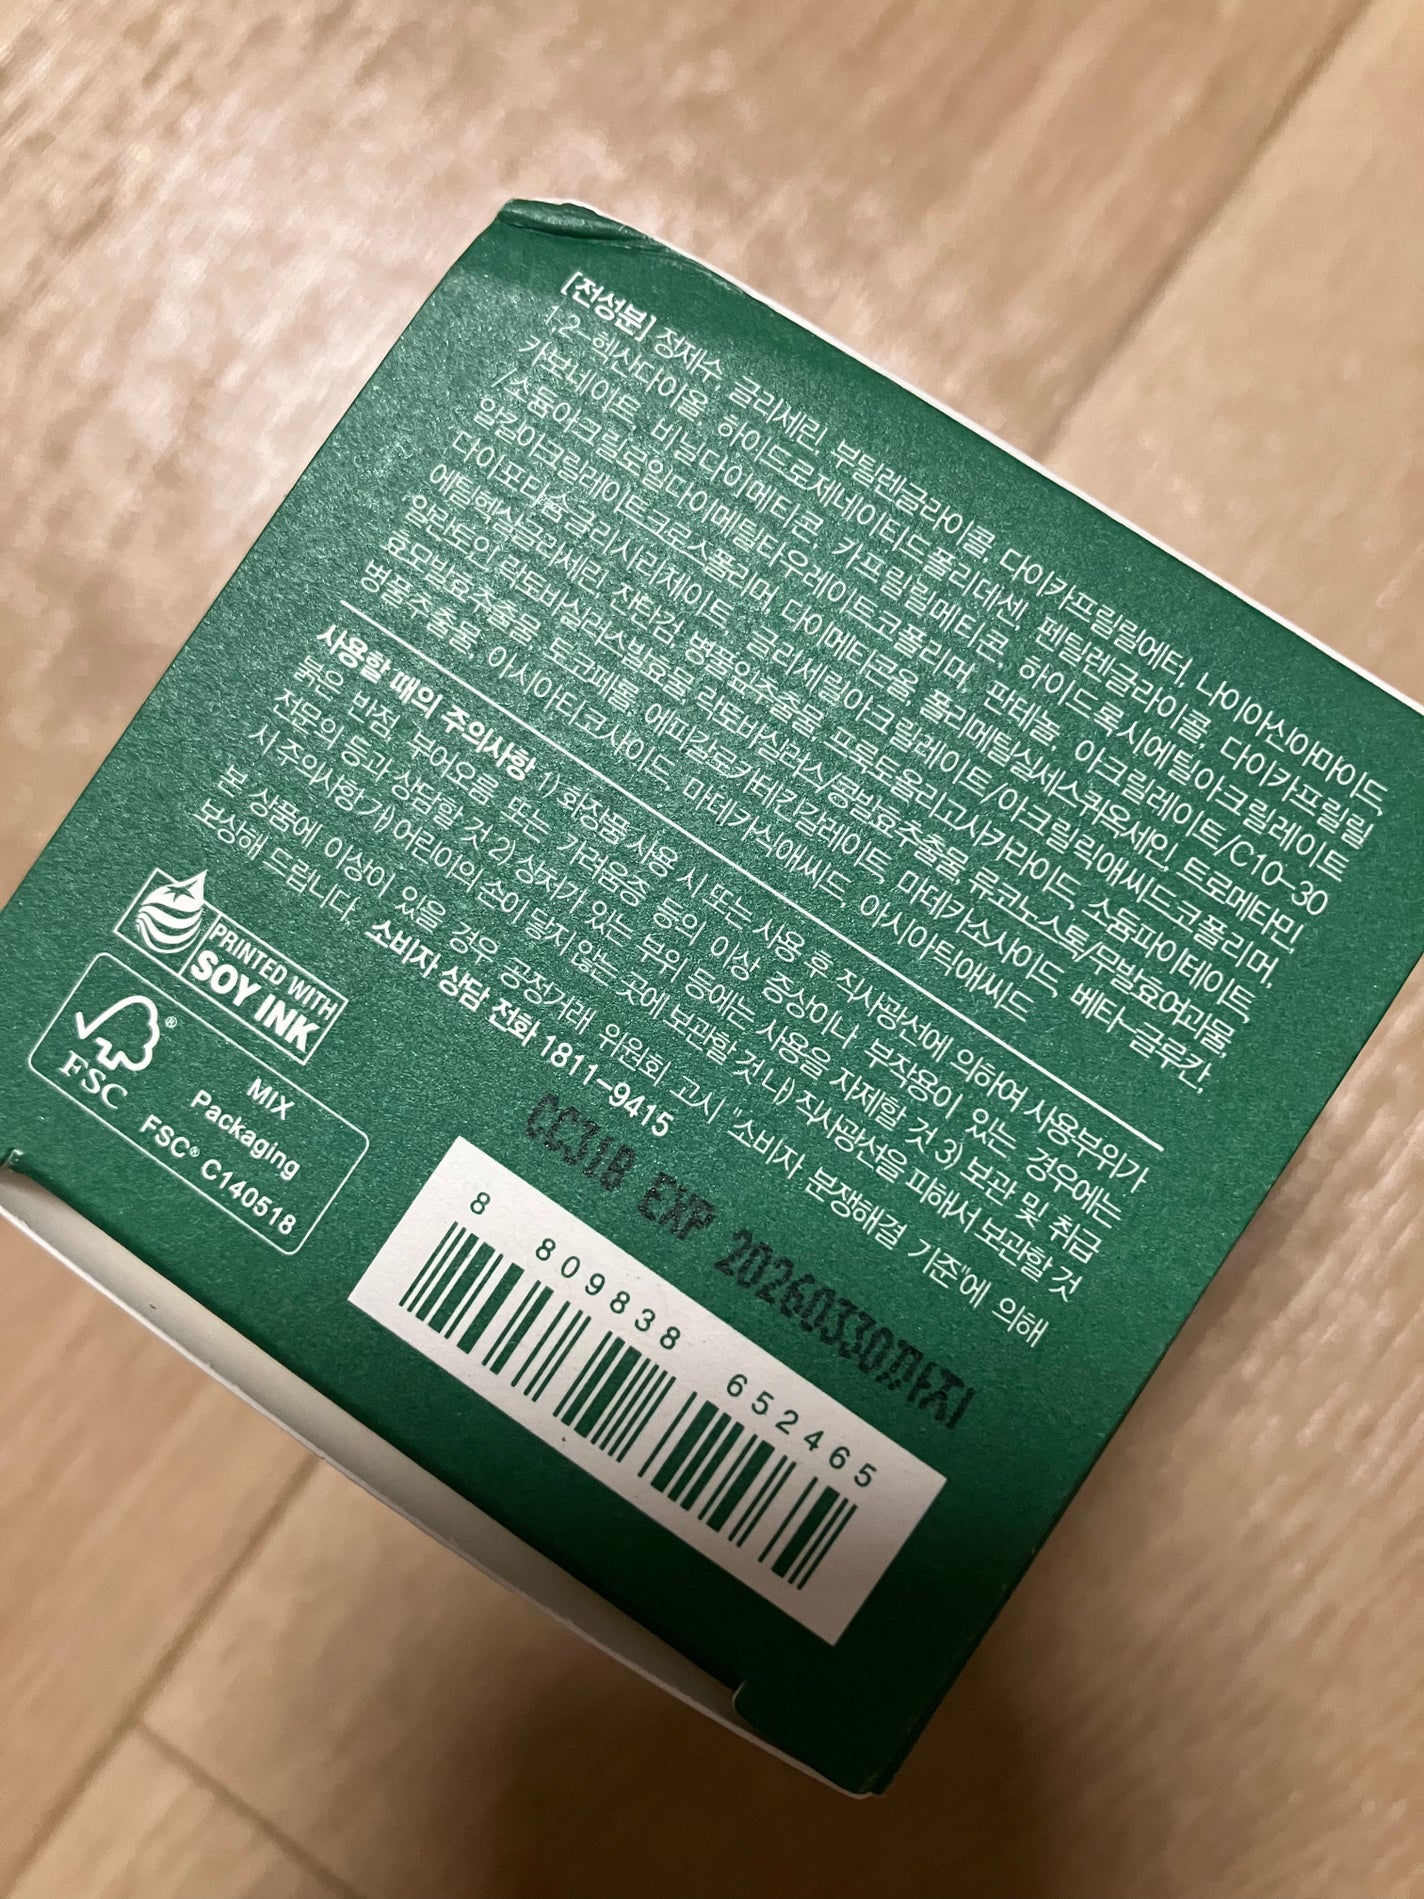 [전성분] 정제수, 글리세린, 부틸렌글라이콜, 다이카프릴릴에터, 나이아신아마이드,
1,2-헥산다이올, 하이드로제네이티드폴리데센, 펜틸렌글라이콜, 다이카프릴릴
카보네이트, 비닐다이메티콘, 카프릴릴메티콘, 하이드록시에틸아크릴레이트
/소듐아크릴로일다이메틸타우레이트코폴리머, 판테놀, 아크릴레이트/C10-30
알킬아크릴레이트크로스폴리머, 다이메티콘올, 폴리메틸실세스퀴옥세인, 트로메타민,
다이포타슘글리시리제이트, 글리세릴아크릴레이트/아크릴릭애씨드코폴리머,
에틸헥실글리세린, 잔탄검, 병풀잎추출물, 프룩토올리고사카라이드, 소듐파이테이트,
알란토인, 락토바실러스발효물, 락토바실러스/콩발효추출물, 류코노스톡/무발효여과물,
효모발효추출물, 토코페롤, 에피갈로카테킨갈레이트, 마데카소사이드, 베타-글루칸,
병풀추출물, 아시아티코사이드, 마데카식애씨드, 아시아틱애씨드
사용할 때의 주의사항 1) 화장품 사용 시 또는 사용 후 직사광선에 의하여 사용부위가
붉은 반점, 부어오름 또는 가려움증 등의 이상 증상이나 부작용이 있는 경우에는
전문의 등과 상담할 것 2) 상처가 있는 부위 등에는 사용을 자제할 것 3) 보관 및 취급
시 주의사항 가) 어린이의 손이 닿지 않는 곳에 보관할 것 나) 직사광선을 피해서 보관할 것
본 상품에 이상이 있을 경우 공정거래 위원회 고시 "소비자 분쟁해결 기준"에 의해
보상해 드립니다. 소비자 상담 전화 1811-9415
PRINTED WITH
SOY INK
FSC®
MIX
Packaging
FSC® C140518
CC31B EXP 20260330까지
8 809838 652465